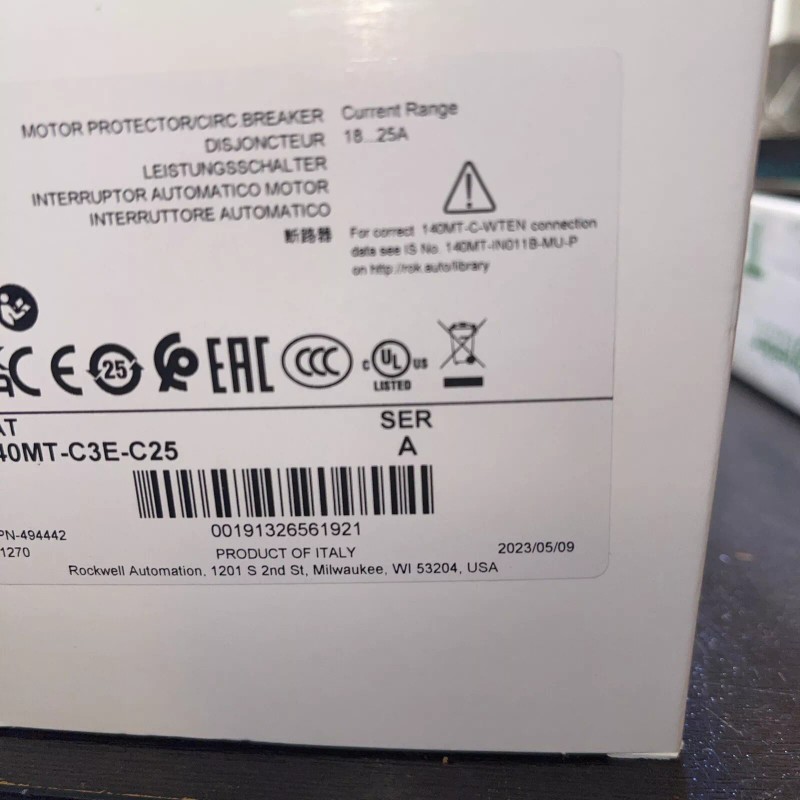 MOTOR PROTECTOR/CIRC BREAKER
DISJONCTEUR
LEISTUNGSSCHALTER
INTERRUPTOR AUTOMATICO MOTOR
INTERRUTTORE AUTOMATICO
断路器
Current Range
18...25A
For correct 140MT-C-WTEN connection
data see IS No. 140MT-IN011B-MU-P
on http://rok.auto/library
CE 25 EAC CCC c UL US
LISTED
AT
40MT-C3E-C25
SER
A
00191326561921
PN-494442
1270
PRODUCT OF ITALY
2023/05/09
Rockwell Automation, 1201 S 2nd St, Milwaukee, WI 53204, USA